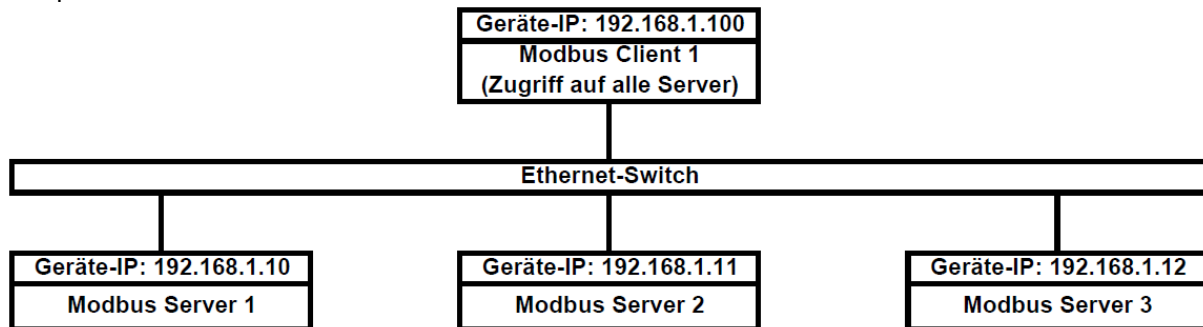 Geräte-IP: 192.168.1.100
Modbus Client 1
(Zugriff auf alle Server)
Ethernet-Switch
Geräte-IP: 192.168.1.10
Modbus Server 1
Geräte-IP: 192.168.1.11
Modbus Server 2
Geräte-IP: 192.168.1.12
Modbus Server 3